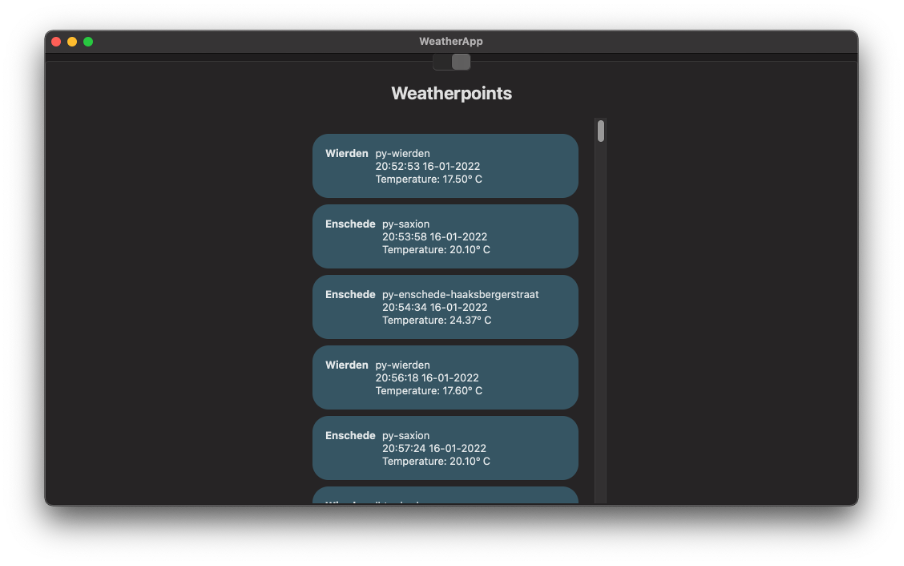 WeatherApp
Weatherpoints
Wierden py-wierden
20:52:53 16-01-2022
Temperature: 17.50° C
Enschede py-saxion
20:53:58 16-01-2022
Temperature: 20.10° C
Enschede py-enschede-haaksbergerstraat
20:54:34 16-01-2022
Temperature: 24.37° C
Wierden py-wierden
20:56:18 16-01-2022
Temperature: 17.60° C
Enschede py-saxion
20:57:24 16-01-2022
Temperature: 20.10° C